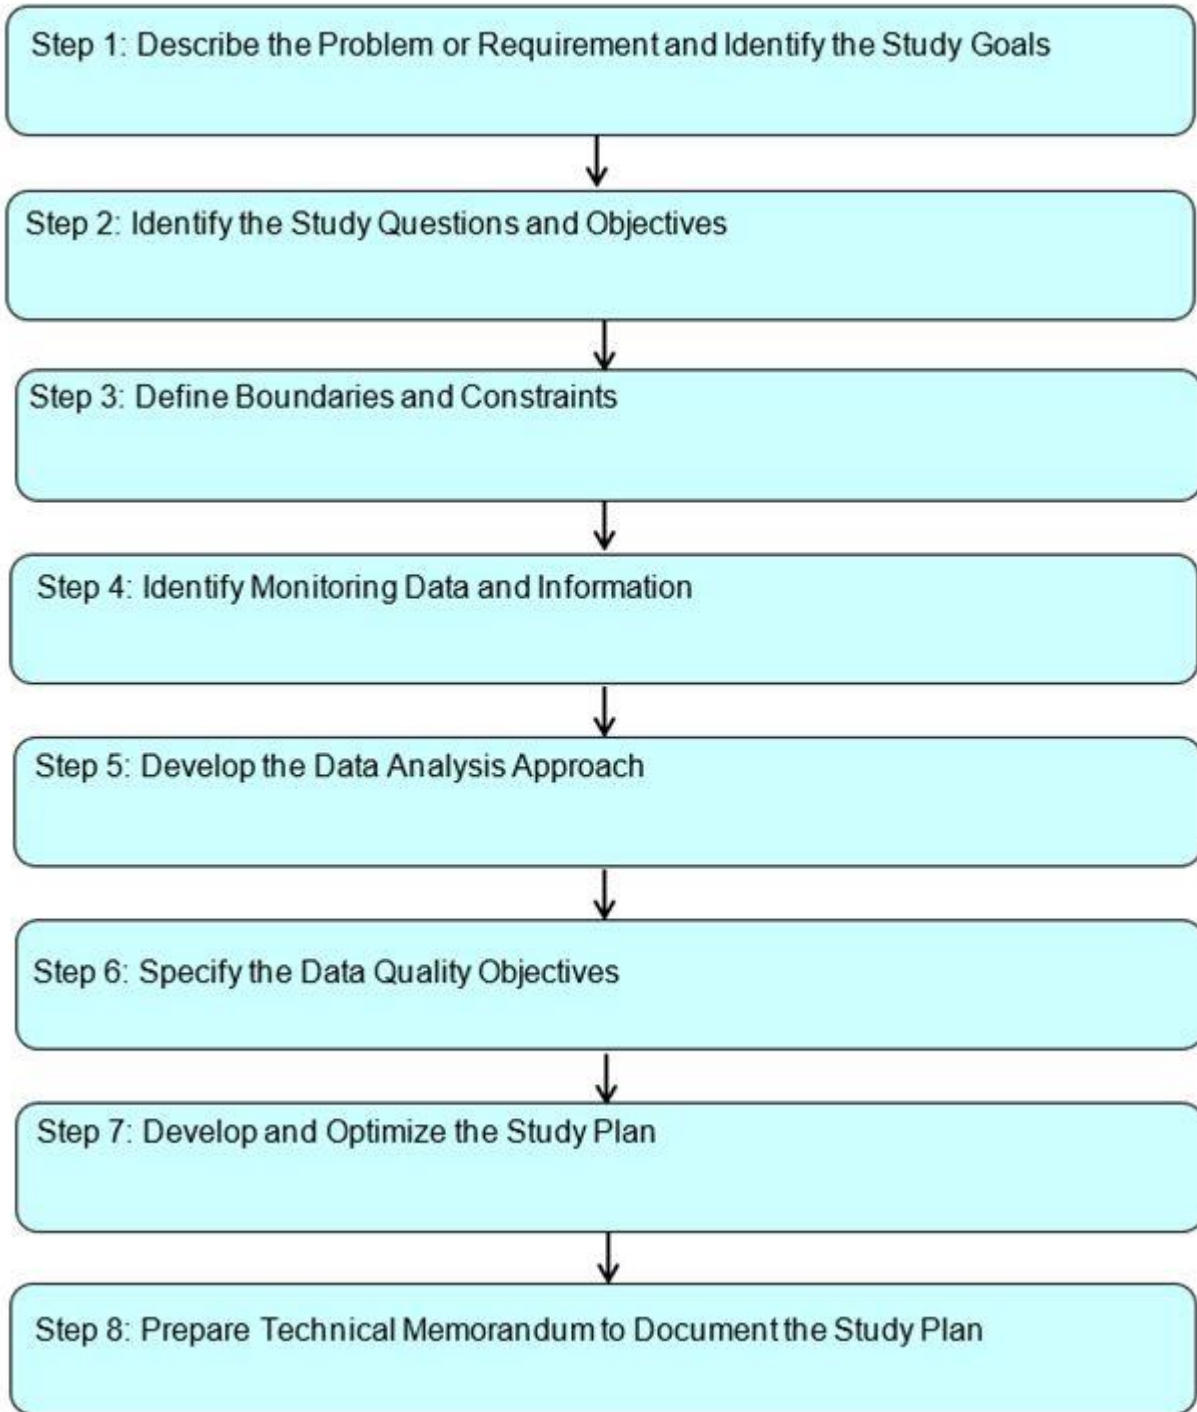 Step 1: Describe the Problem or Requirement and Identify the Study Goals
Step 2: Identify the Study Questions and Objectives
Step 3: Define Boundaries and Constraints
Step 4: Identify Monitoring Data and Information
Step 5: Develop the Data Analysis Approach
Step 6: Specify the Data Quality Objectives
Step 7: Develop and Optimize the Study Plan
Step 8: Prepare Technical Memorandum to Document the Study Plan